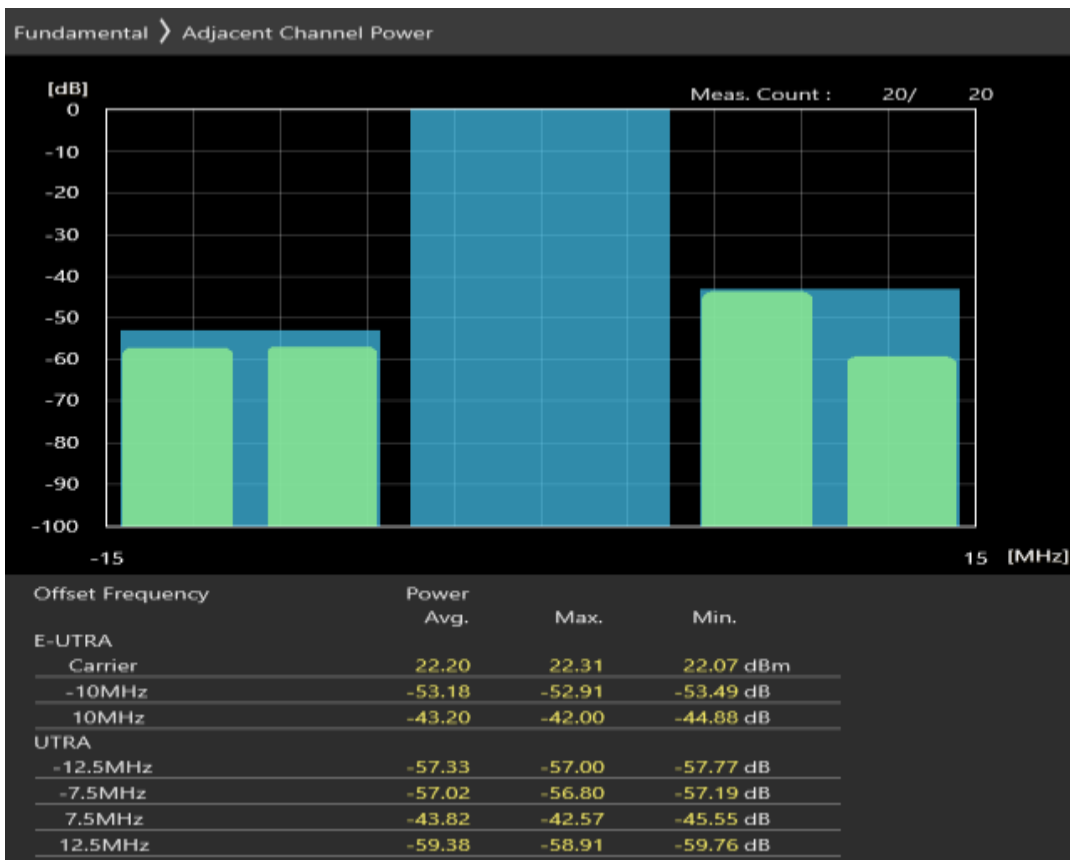 Fundamental ❯ Adjacent Channel Power
[dB]
Meas. Count : 20/ 20
0
-10
-20
-30
-40
-50
-60
-70
-80
-90
-100
-15 15 [MHz]
Offset Frequency Power
Avg. Max. Min.
E-UTRA
Carrier 22.20 22.31 22.07 dBm
-10MHz -53.18 -52.91 -53.49 dB
10MHz -43.20 -42.00 -44.88 dB
UTRA
-12.5MHz -57.33 -57.00 -57.77 dB
-7.5MHz -57.02 -56.80 -57.19 dB
7.5MHz -43.82 -42.57 -45.55 dB
12.5MHz -59.38 -58.91 -59.76 dB